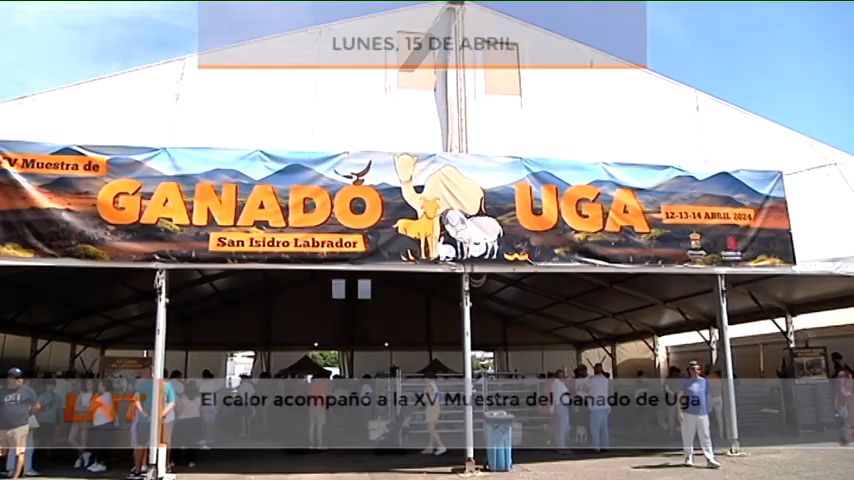 LUNES, 15 DE ABRIL
XV Muestra de
GANADO UGA
San Isidro Labrador
12-13-14 ABRIL 2024
LNT
El calor acompañó a la XV Muestra del Ganado de Uga